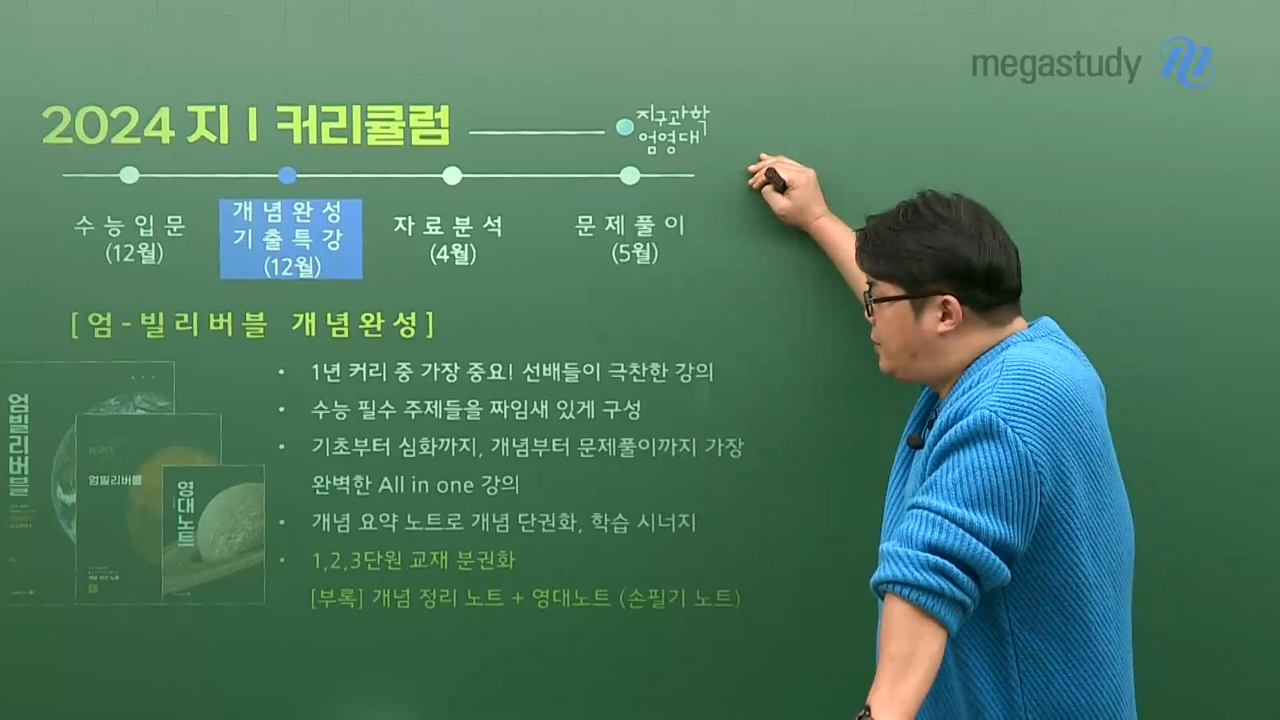 megastudy
2024 지 I 커리큘럼
지구과학
엄영대
수능입문
(12월)
개념완성
기출특강
(12월)
자료분석
(4월)
문제풀이
(5월)
[엄-빌리버블 개념완성]
• 1년 커리 중 가장 중요! 선배들이 극찬한 강의
• 수능 필수 주제들을 짜임새 있게 구성
• 기초부터 심화까지, 개념부터 문제풀이까지 가장
완벽한 All in one 강의
• 개념 요약 노트로 개념 단권화, 학습 시너지
• 1,2,3단원 교재 분권화
[부록] 개념 정리 노트 + 영대노트 (손필기 노트)
엄빌리버블
엄빌리버블
영대노트